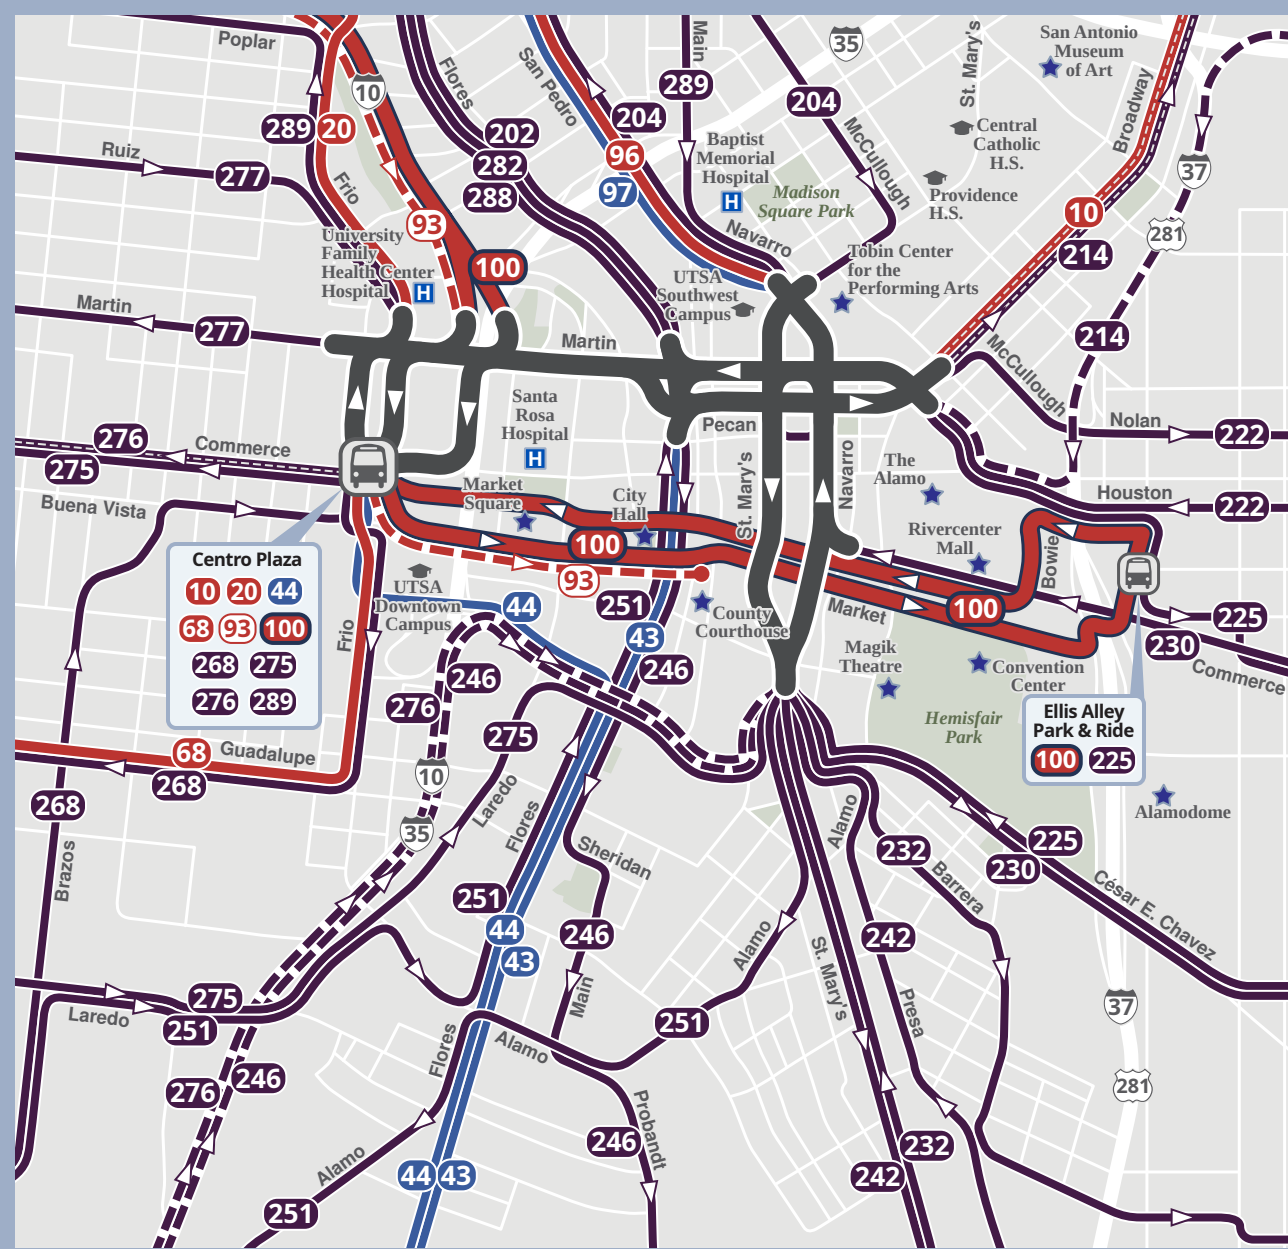 Poplar
10
Flores
San Pedro
Main
35
St. Mary's
San Antonio
Museum
of Art
Broadway
289
20
202
282
288
204
96
97
289
204
McCullough
Baptist
Memorial
Hospital
Madison
Square Park
Central
Catholic
H.S.
Providence
H.S.
37
281
10
214
Ruiz
277
Frio
93
100
University
Family
Health Center
Hospital
H
H
Navarro
UTSA
Southwest
Campus
Tobin Center
for the
Performing Arts
Martin
277
Martin
214
McCullough
Nolan
222
276
275
Commerce
Buena Vista
Santa
Rosa
Hospital
H
Pecan
Navarro
St. Mary's
The
Alamo
Houston
222
Market
Square
City
Hall
Rivercenter
Mall
Bowie
100
93
Centro Plaza
10 20 44
68 93 100
268 275
276 289
UTSA
Downtown
Campus
44
251
43
246
County
Courthouse
Market
100
225
230
Commerce
Frio
Magik
Theatre
Convention
Center
Hemisfair
Park
Ellis Alley
Park & Ride
100 225
Alamodome
246
276
275
10
35
68
Guadalupe
268
268
Brazos
Laredo
Flores
Sheridan
Alamo
232
Barrera
225
230
César E. Chavez
251
44
43
246
Main
Alamo
St. Mary's
242
Presa
37
281
275
251
Laredo
Flores
Alamo
251
276
246
Probandt
246
Alamo
251
44
43
232
242